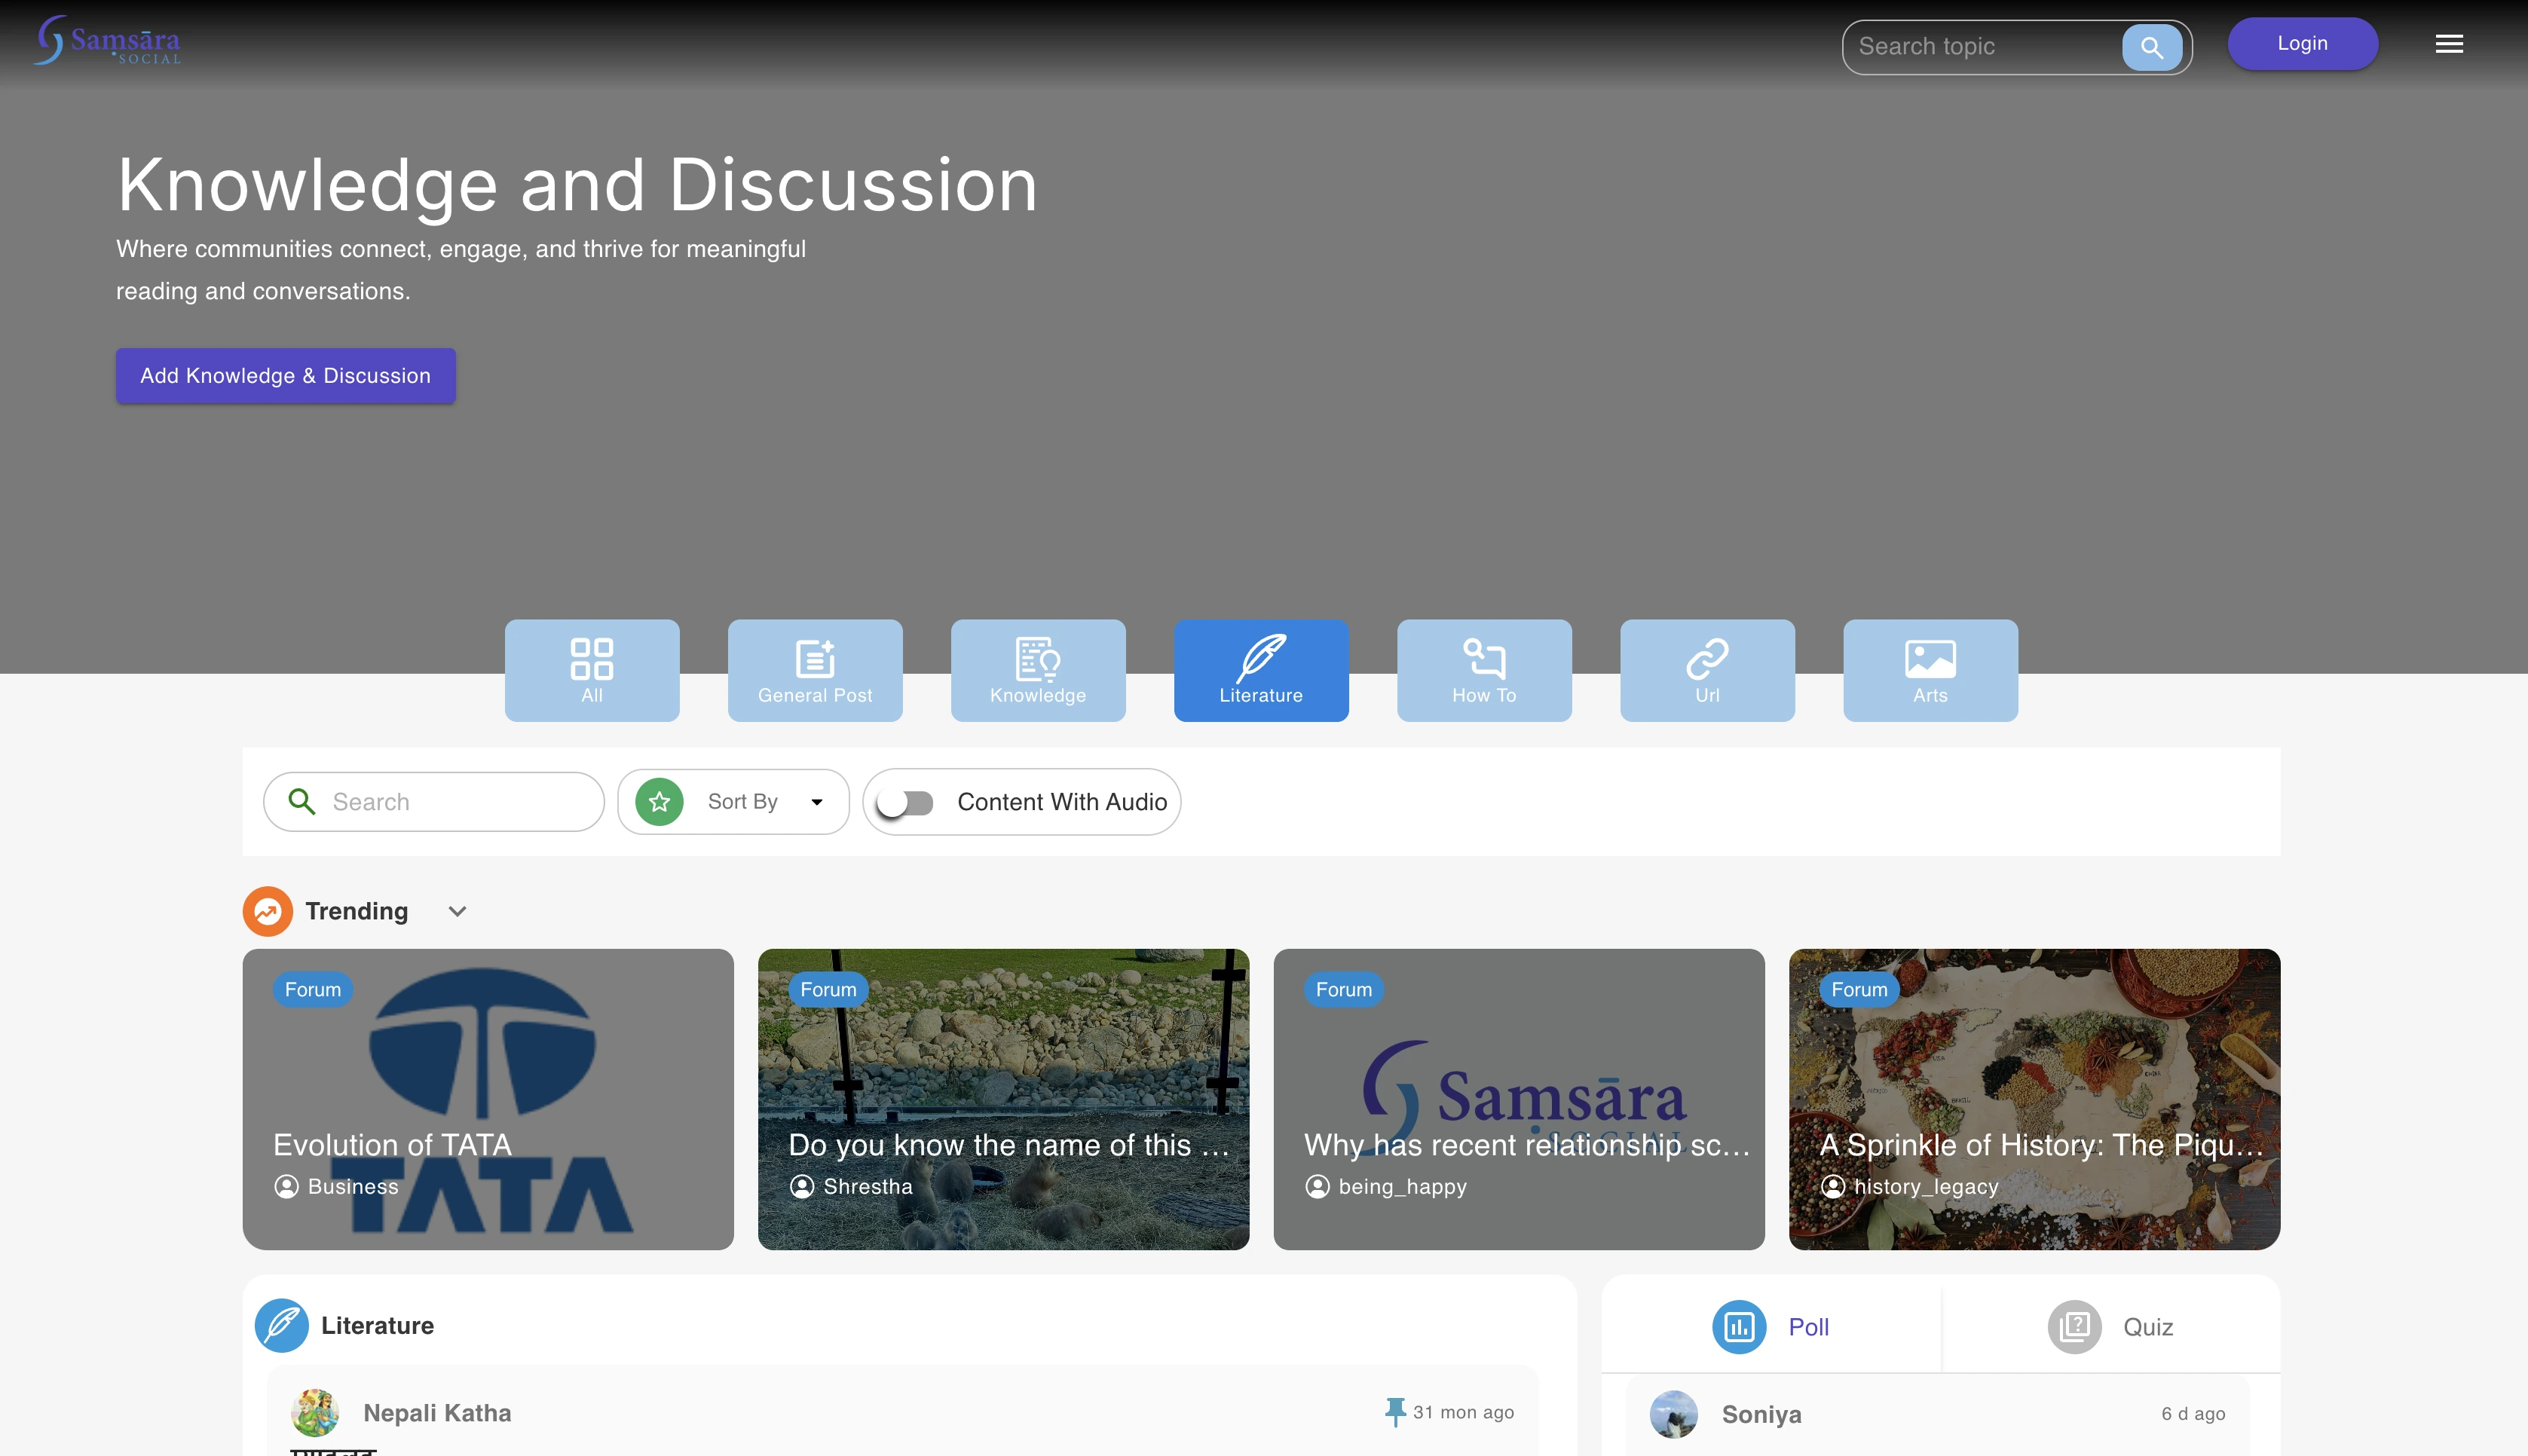 Samsāra
SOCIAL
Search topic
Login
Knowledge and Discussion
Where communities connect, engage, and thrive for meaningful
reading and conversations.
Add Knowledge & Discussion
All
General Post
Knowledge
Literature
How To
Url
Arts
Search
Sort By
Content With Audio
Trending
Forum
Evolution of TATA
Business
TATA
Forum
Do you know the name of this ...
Shrestha
Forum
Samsāra
SOCIAL
Why has recent relationship sc...
being_happy
Forum
A Sprinkle of History: The Piqu...
history_legacy
Literature
Poll
Quiz
Nepali Katha
31 mon ago
Soniya
6 d ago